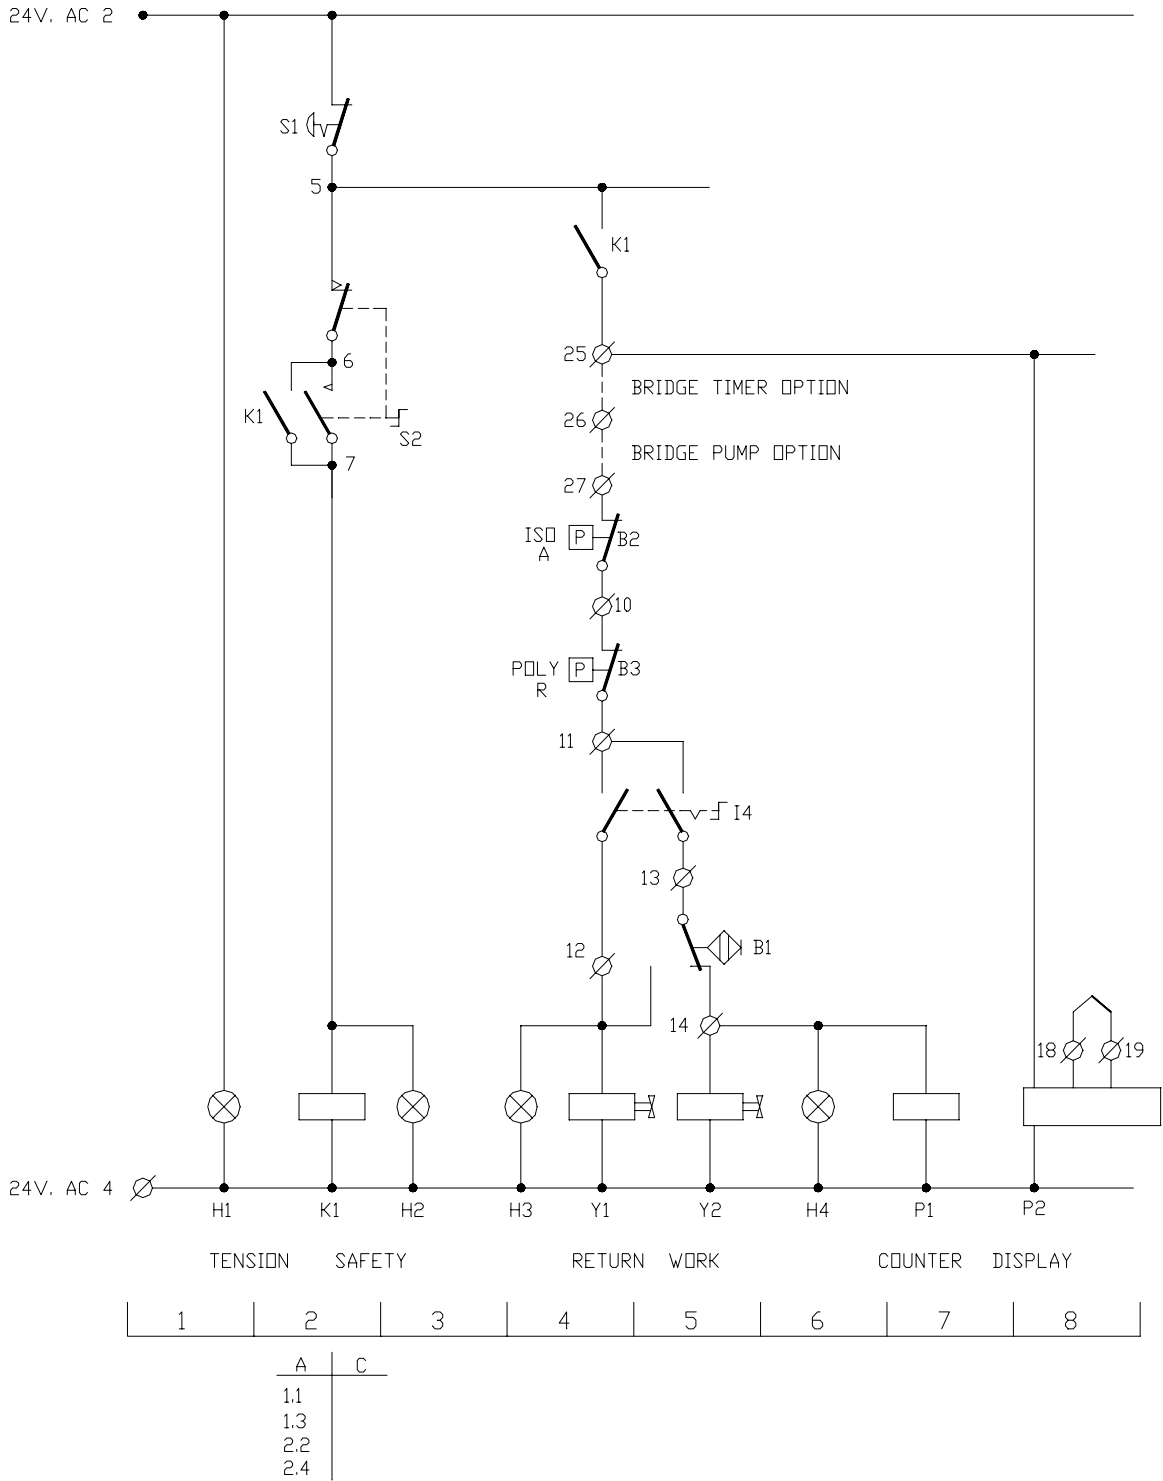 24V. AC 2
S1
5
K1
6
25
BRIDGE TIMER OPTION
K1
S2
26
BRIDGE PUMP OPTION
7
27
ISO
A
P
B2
10
POLY
R
P
B3
11
I4
13
12
B1
14
18
19
24V. AC 4
H1 K1 H2 H3 Y1 Y2 H4 P1 P2
TENSION SAFETY RETURN WORK COUNTER DISPLAY
1 2 3 4 5 6 7 8
A C
1.1
1.3
2.2
2.4